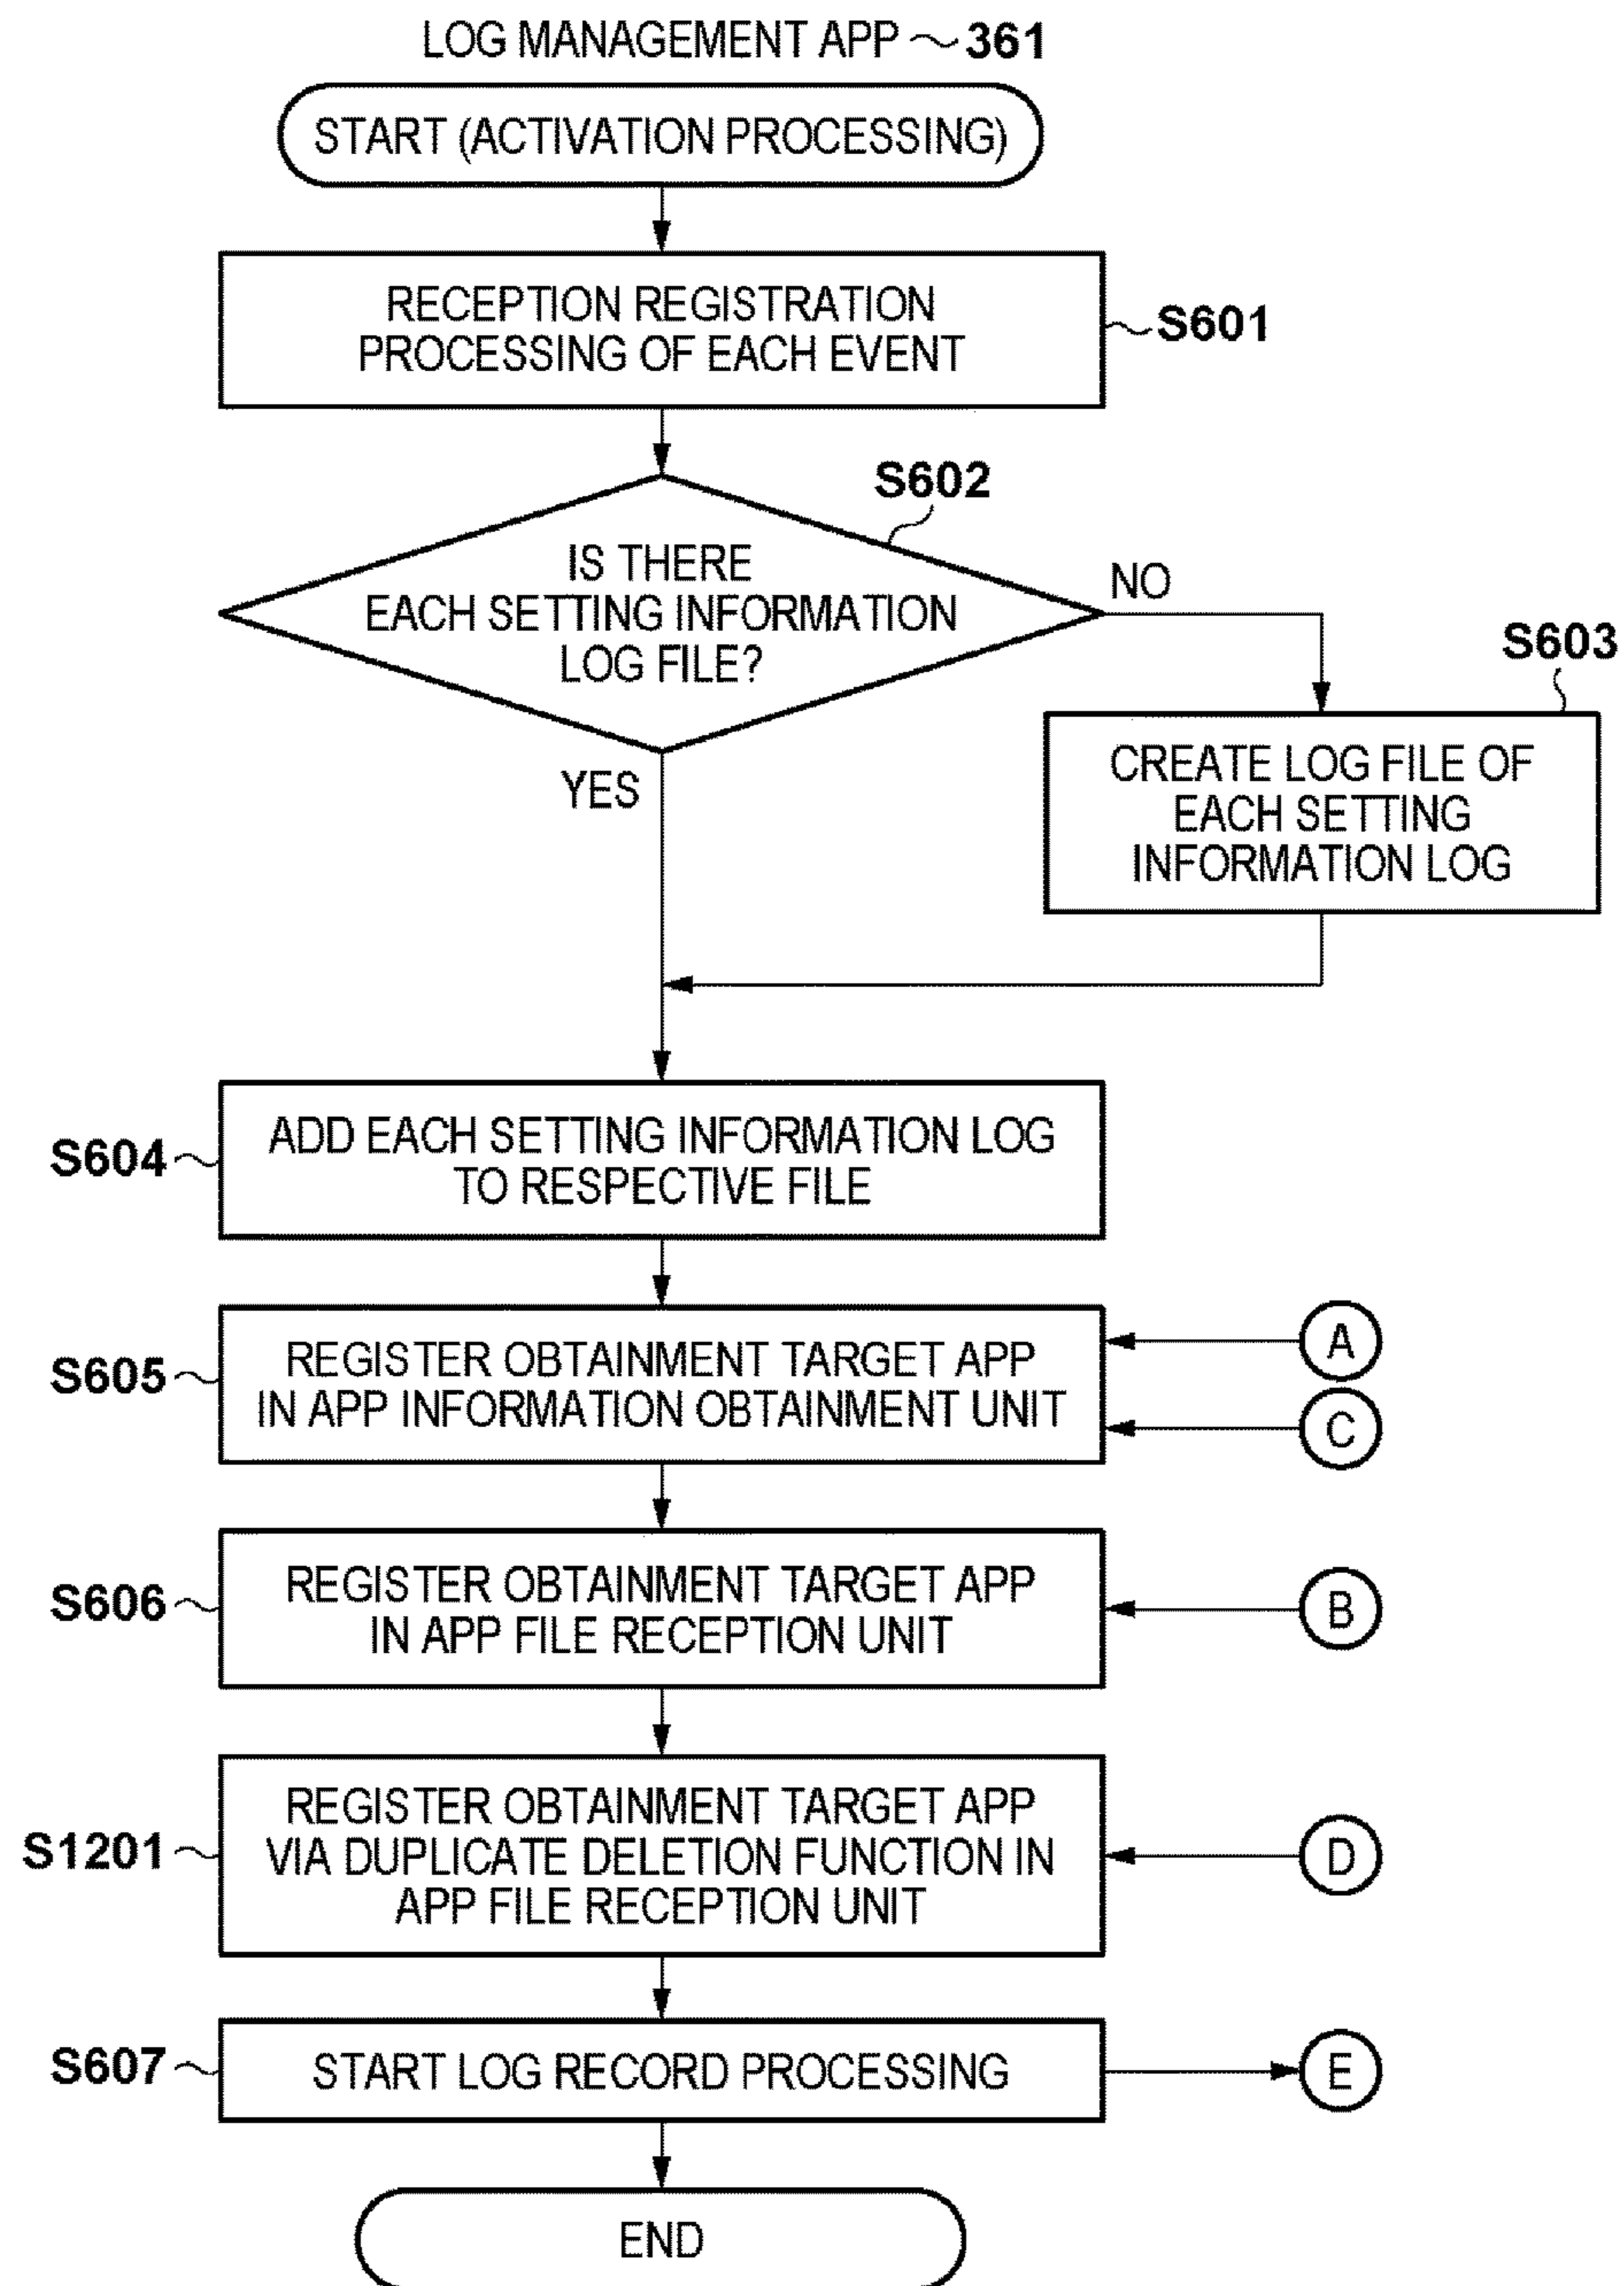 LOG MANAGEMENT APP 361
START (ACTIVATION PROCESSING)
RECEPTION REGISTRATION
PROCESSING OF EACH EVENT
S601
S602
IS THERE
EACH SETTING INFORMATION
LOG FILE?
NO
YES
S603
CREATE LOG FILE OF
EACH SETTING
INFORMATION LOG
S604
ADD EACH SETTING INFORMATION LOG
TO RESPECTIVE FILE
S605
REGISTER OBTAINMENT TARGET APP
IN APP INFORMATION OBTAINMENT UNIT
A
C
S606
REGISTER OBTAINMENT TARGET APP
IN APP FILE RECEPTION UNIT
B
S1201
REGISTER OBTAINMENT TARGET APP
VIA DUPLICATE DELETION FUNCTION IN
APP FILE RECEPTION UNIT
D
S607
START LOG RECORD PROCESSING
E
END